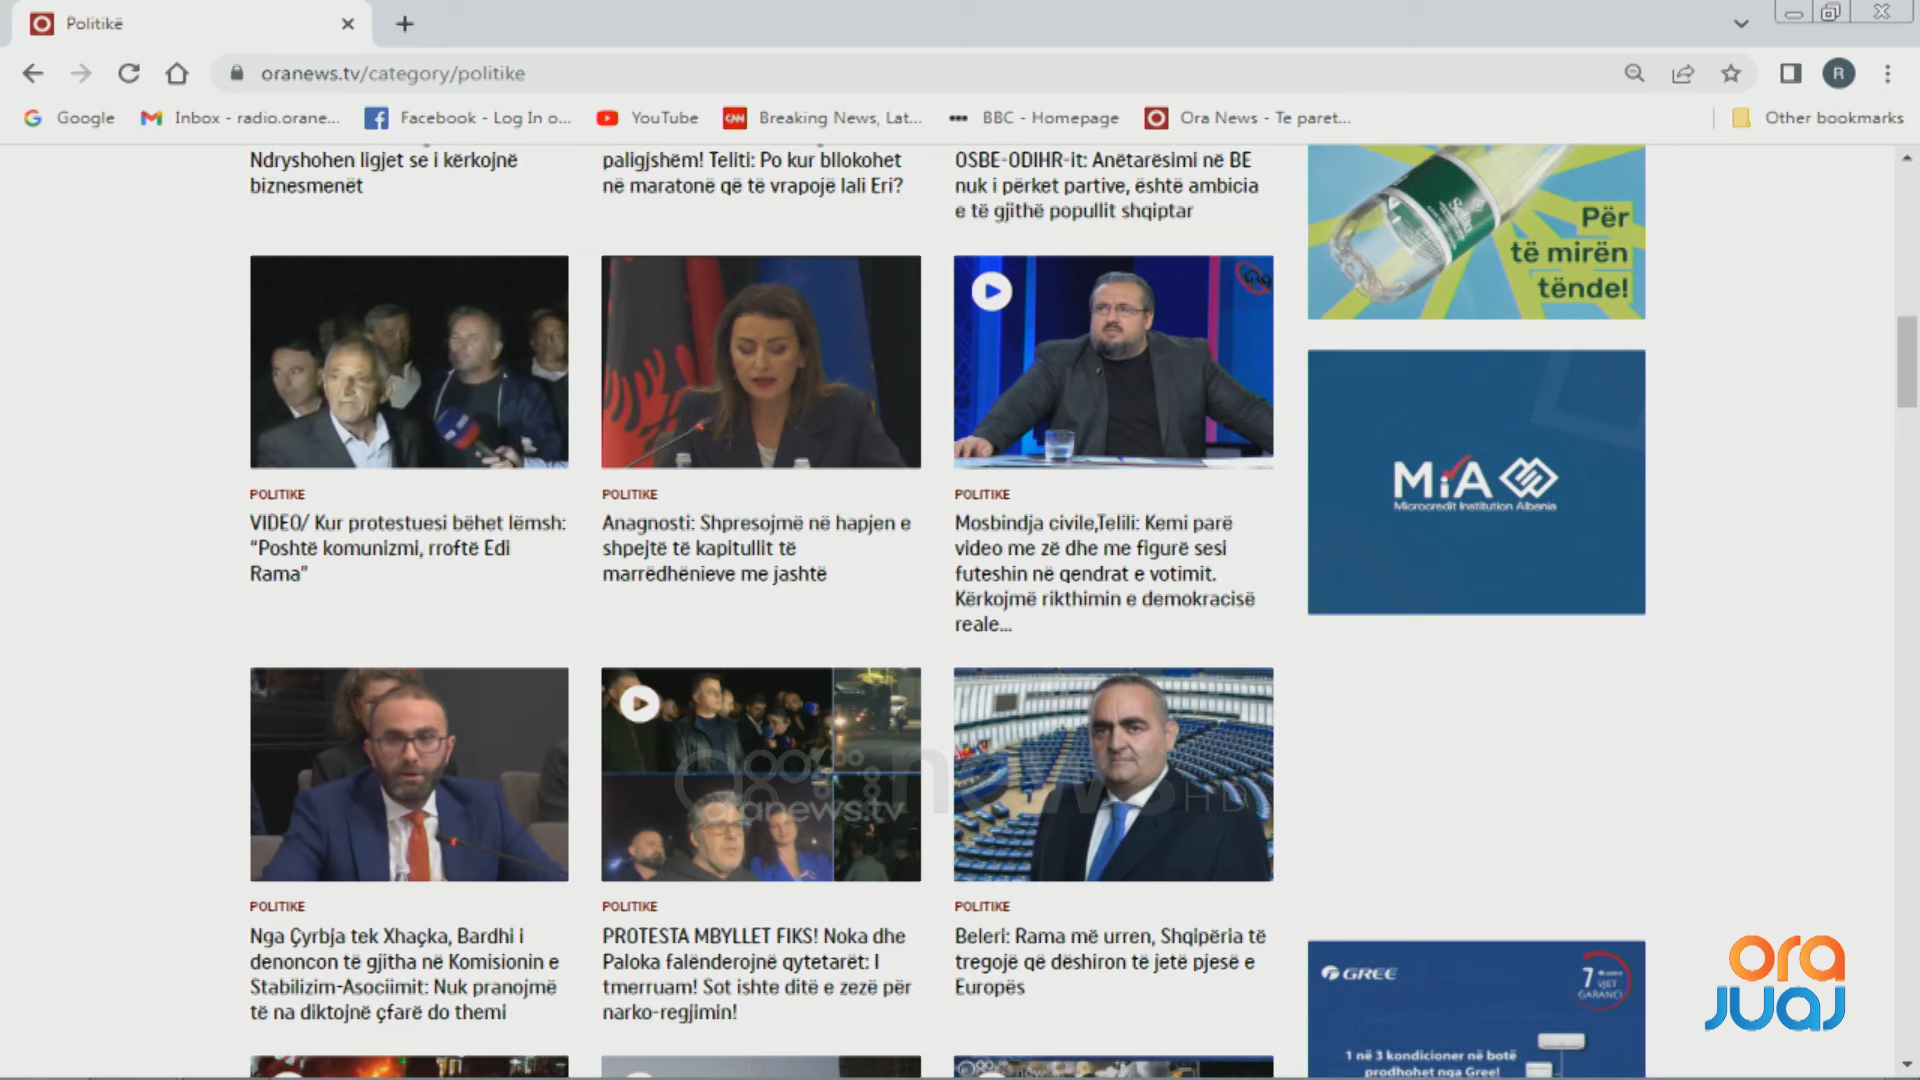 Politikë
oranews.tv/category/politike
R
Google
Inbox - radio.orane...
Facebook - Log In o...
YouTube
CNN
Breaking News, Lat...
BBC - Homepage
Ora News - Te paret...
Other bookmarks
Ndryshohen ligjet se i kërkojnë
biznesmenët
paligjshëm! Teliti: Po kur bllokohet
në maratonë që të vrapojë lali Eri?
OSBE-ODIHR-it: Anëtarësimi në BE
nuk i përket partive, është ambicia
e të gjithë popullit shqiptar
Për
të mirën
tënde!
POLITIKE
VIDEO/ Kur protestuesi bëhet lëmsh:
“Poshtë komunizmi, rroftë Edi
Rama”
POLITIKE
Anagnosti: Shpresojmë në hapjen e
shpejtë të kapitullit të
marrëdhënieve me jashtë
POLITIKE
Mosbindja civile,Telili: Kemi parë
video me zë dhe me figurë sesi
futeshin në qendrat e votimit.
Kërkojmë rikthimin e demokracisë
reale...
MiA
Microcredit Institution Albania
POLITIKE
Nga Çyrbja tek Xhaçka, Bardhi i
denoncon të gjitha në Komisionin e
Stabilizim-Asociimit: Nuk pranojmë
të na diktojnë çfarë do themi
oranews.tv
news HD
POLITIKE
PROTESTA MBYLLET FIKS! Noka dhe
Paloka falënderojnë qytetarët: I
tmerruam! Sot ishte ditë e zezë për
narko-regjimin!
POLITIKE
Beleri: Rama më urren, Shqipëria të
tregojë që dëshiron të jetë pjesë e
Europës
GREE
7 VJET
GARANCI
1 në 3 kondicioner në botë
prodhohet nga Gree!
ora
juaj